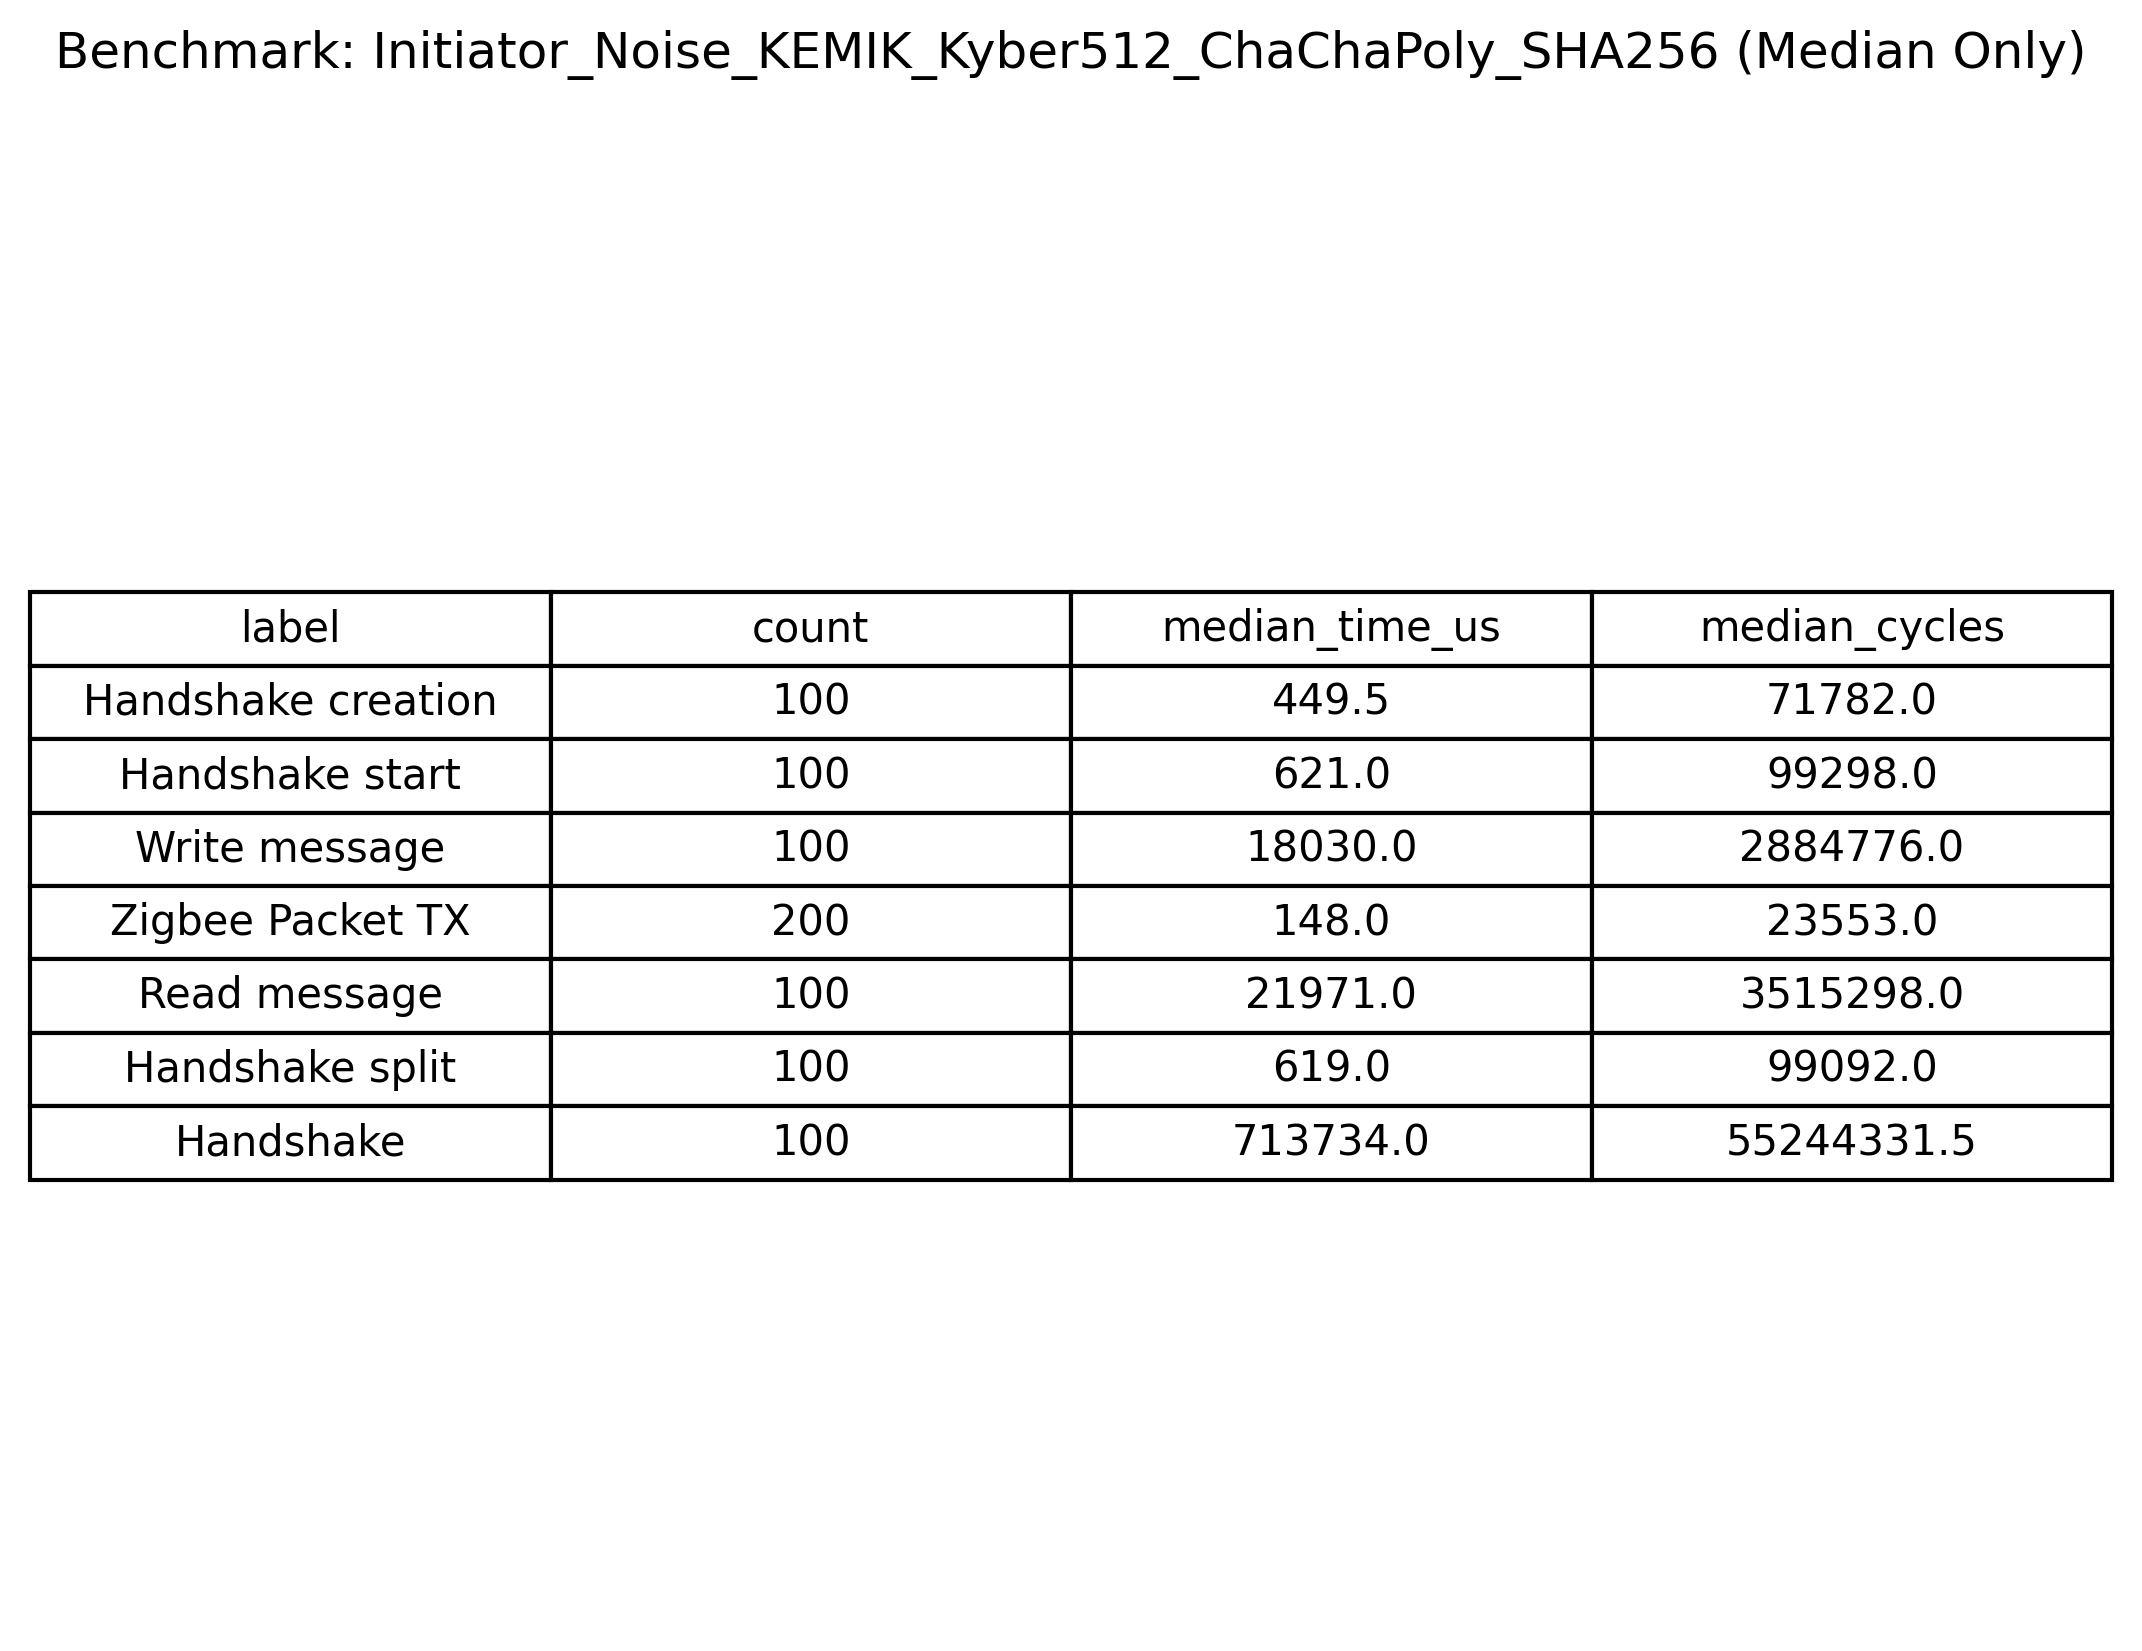 Benchmark: Initiator_Noise_KEMIK_Kyber512_ChaChaPoly_SHA256 (Median Only)
label count median_time_us median_cycles
Handshake creation 100 449.5 71782.0
Handshake start 100 621.0 99298.0
Write message 100 18030.0 2884776.0
Zigbee Packet TX 200 148.0 23553.0
Read message 100 21971.0 3515298.0
Handshake split 100 619.0 99092.0
Handshake 100 713734.0 55244331.5